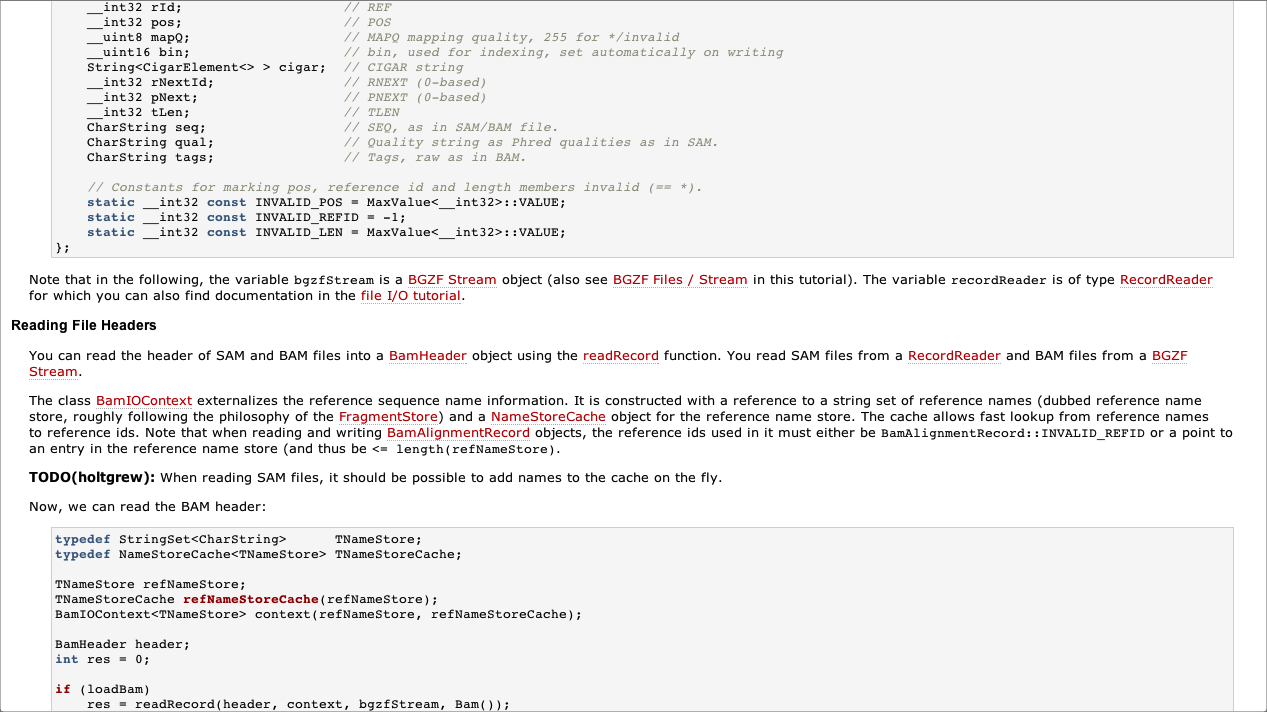 __int32 rId;                    // REF
__int32 pos;                    // POS
__uint8 mapQ;                   // MAPQ mapping quality, 255 for */invalid
__uint16 bin;                   // bin, used for indexing, set automatically on writing
String<CigarElement<> > cigar;  // CIGAR string
__int32 rNextId;                // RNEXT (0-based)
__int32 pNext;                  // PNEXT (0-based)
__int32 tLen;                   // TLEN
CharString seq;                 // SEQ, as in SAM/BAM file.
CharString qual;                // Quality string as Phred qualities as in SAM.
CharString tags;                // Tags, raw as in BAM.
// Constants for marking pos, reference id and length members invalid (== *).
static __int32 const INVALID_POS = MaxValue<__int32>::VALUE;
static __int32 const INVALID_REFID = -1;
static __int32 const INVALID_LEN = MaxValue<__int32>::VALUE;
};
Note that in the following, the variable bgzfStream is a BGZF Stream object (also see BGZF Files / Stream in this tutorial). The variable recordReader is of type RecordReader
for which you can also find documentation in the file I/O tutorial.
Reading File Headers
You can read the header of SAM and BAM files into a BamHeader object using the readRecord function. You read SAM files from a RecordReader and BAM files from a BGZF
Stream.
The class BamIOContext externalizes the reference sequence name information. It is constructed with a reference to a string set of reference names (dubbed reference name
store, roughly following the philosophy of the FragmentStore) and a NameStoreCache object for the reference name store. The cache allows fast lookup from reference names
to reference ids. Note that when reading and writing BamAlignmentRecord objects, the reference ids used in it must either be BamAlignmentRecord::INVALID_REFID or a point to
an entry in the reference name store (and thus be <= length(refNameStore).
TODO(holtgrew): When reading SAM files, it should be possible to add names to the cache on the fly.
Now, we can read the BAM header:
typedef StringSet<CharString>      TNameStore;
typedef NameStoreCache<TNameStore> TNameStoreCache;
TNameStore refNameStore;
TNameStoreCache refNameStoreCache(refNameStore);
BamIOContext<TNameStore> context(refNameStore, refNameStoreCache);
BamHeader header;
int res = 0;
if (loadBam)
res = readRecord(header, context, bgzfStream, Bam());